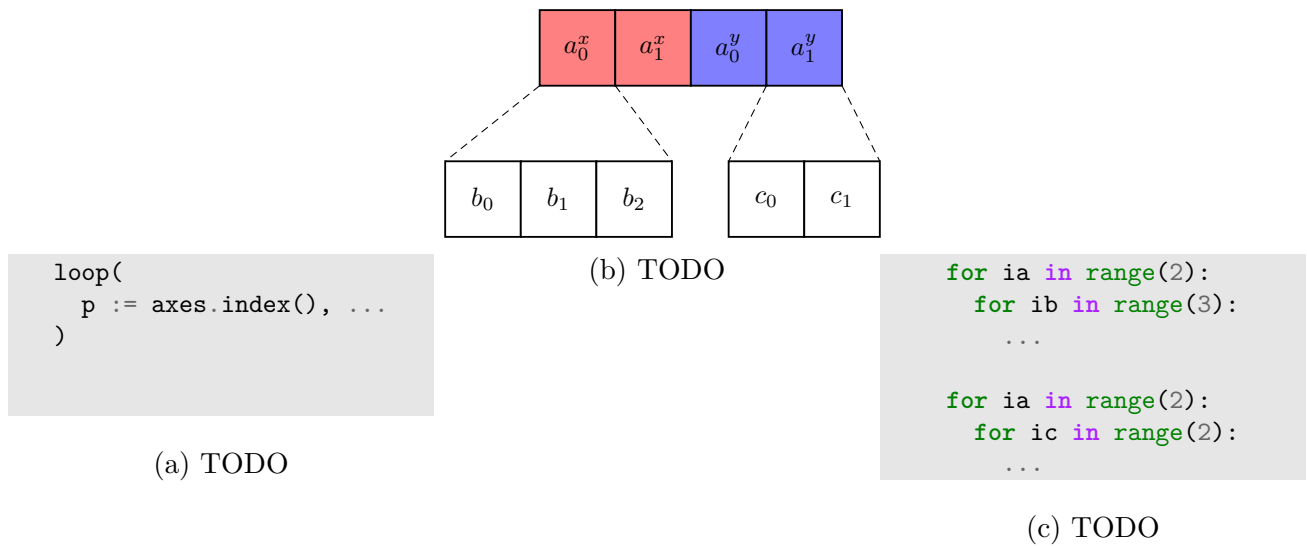 a_0^x a_1^x a_0^y a_1^y
b_0 b_1 b_2 c_0 c_1
(b) TODO
loop(
  p := axes.index(), ...
)
(a) TODO
for ia in range(2):
  for ib in range(3):
    ...
for ia in range(2):
  for ic in range(2):
    ...
(c) TODO